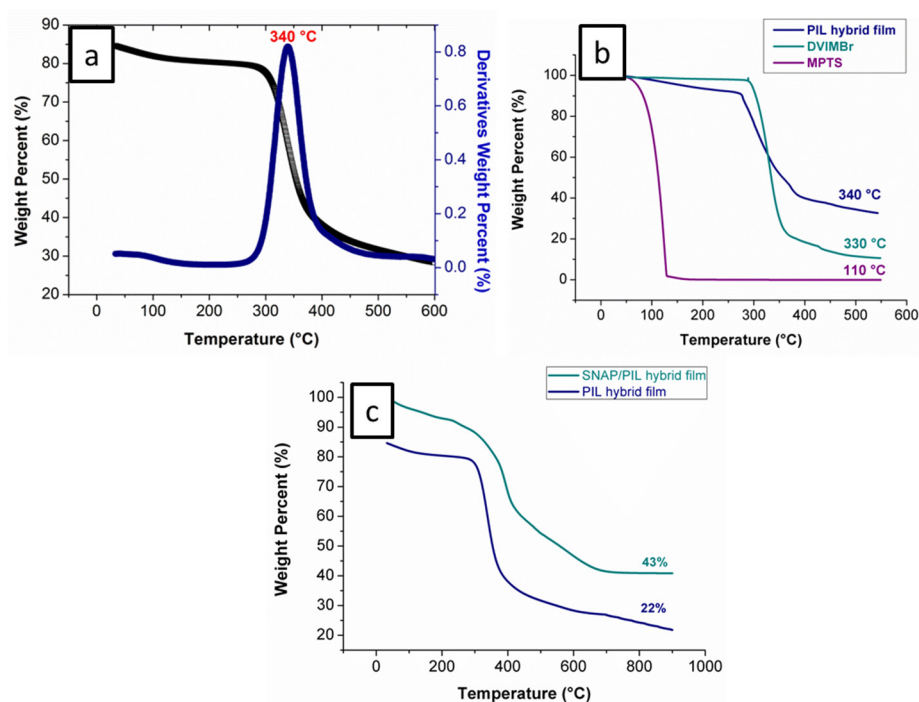 a
340 °C
90
80
70
60
50
40
30
20
Weight Percent (%)
0.8
0.6
0.4
0.2
0.0
Derivatives Weight Percent (%)
0 100 200 300 400 500 600
Temperature (°C)
b
PIL hybrid film
DVIMBr
MPTS
100
80
60
40
20
0
Weight Percent (%)
340 °C
330 °C
110 °C
0 100 200 300 400 500 600
Temperature (°C)
c
SNAP/PIL hybrid film
PIL hybrid film
100
90
80
70
60
50
40
30
20
Weight Percent (%)
43%
22%
0 200 400 600 800 1000
Temperature (°C)